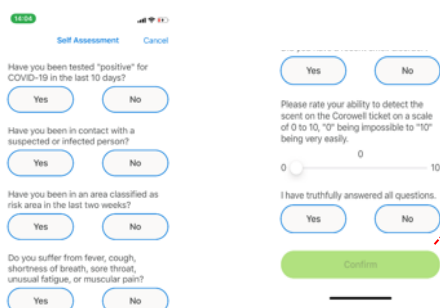 14:04
Self Assessment Cancel
Have you been tested "positive" for
COVID-19 in the last 10 days?
Yes No
Have you been in contact with a
suspected or infected person?
Yes No
Have you been in an area classified as
risk area in the last two weeks?
Yes No
Do you suffer from fever, cough,
shortness of breath, sore throat,
unusual fatigue, or muscular pain?
Yes No
Yes No
Please rate your ability to detect the
scent on the Corowell ticket on a scale
of 0 to 10, "0" being impossible to "10"
being very easily.
0
0 10
I have truthfully answered all questions.
Yes No
Confirm